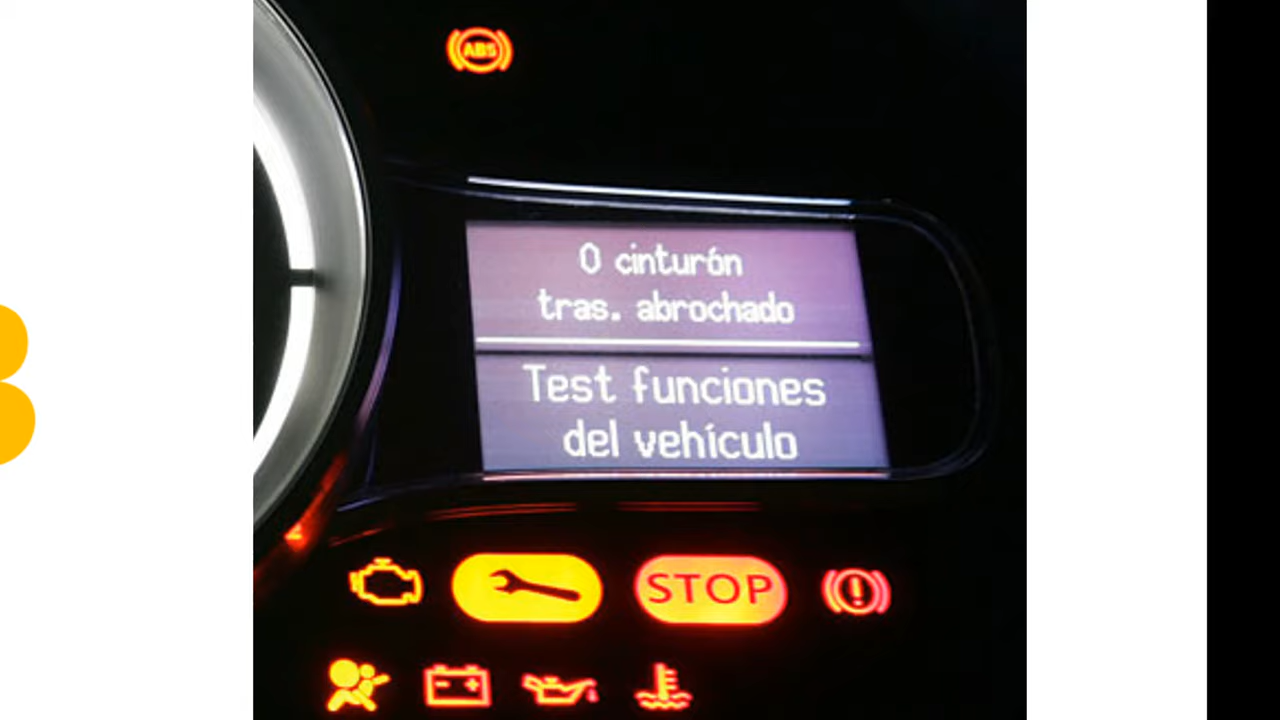 ABS
0 cinturón
tras. abrochado
Test funciones
del vehículo
STOP